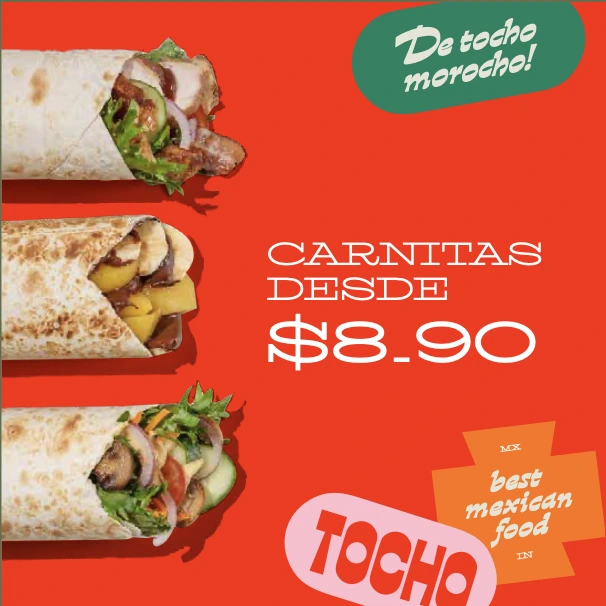 De tocho
morocho!
CARNITAS
DESDE
$8.90
MX
best
mexican
food
IN
TOCHO